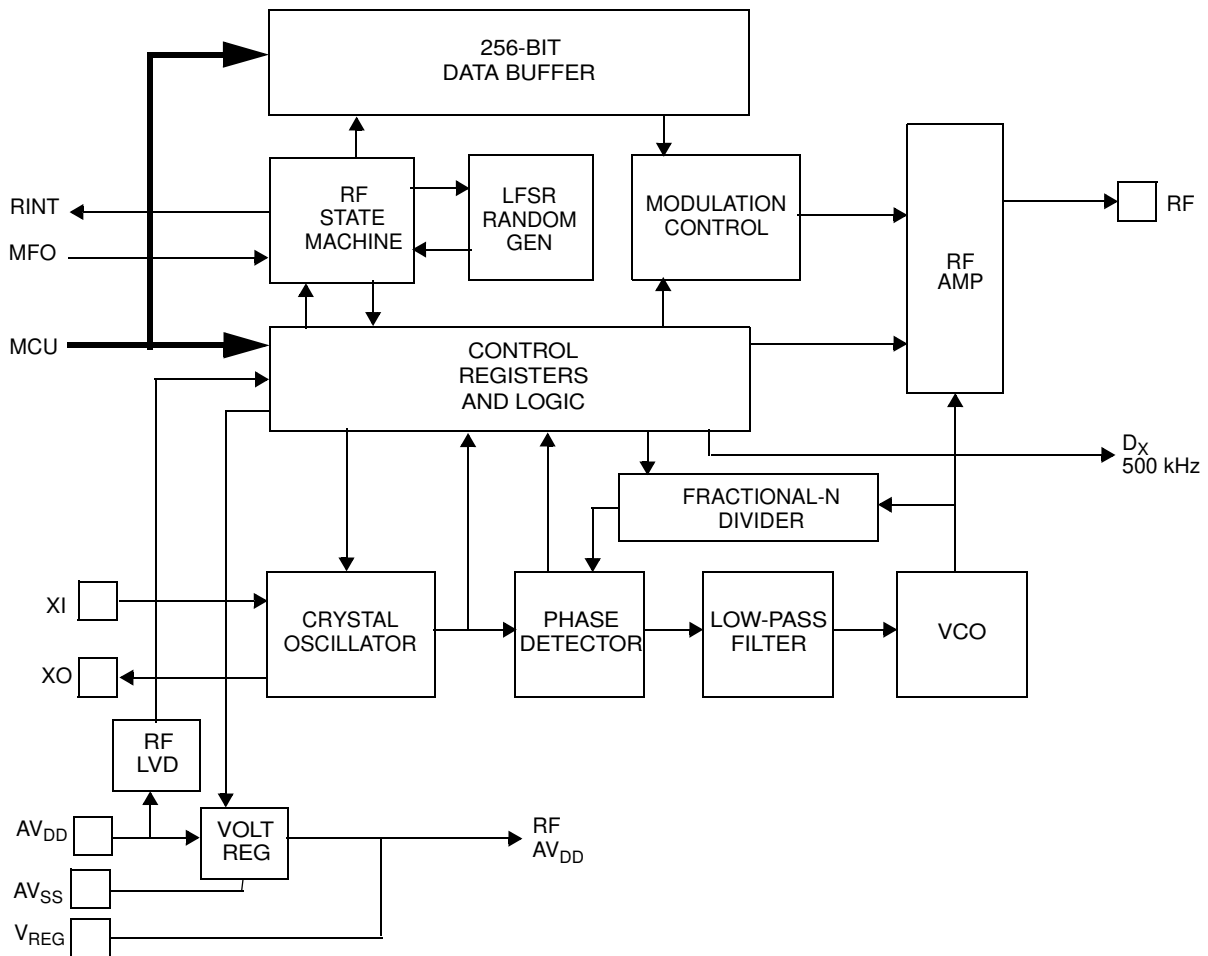 256-BIT
DATA BUFFER
RF
STATE
MACHINE
LFSR
RANDOM
GEN
MODULATION
CONTROL
RF
AMP
RF
RINT
MFO
MCU
CONTROL
REGISTERS
AND LOGIC
DX
500 kHz
FRACTIONAL-N
DIVIDER
XI
XO
CRYSTAL
OSCILLATOR
PHASE
DETECTOR
LOW-PASS
FILTER
VCO
RF
LVD
AVDD
VOLT
REG
RF
AVDD
AVSS
VREG